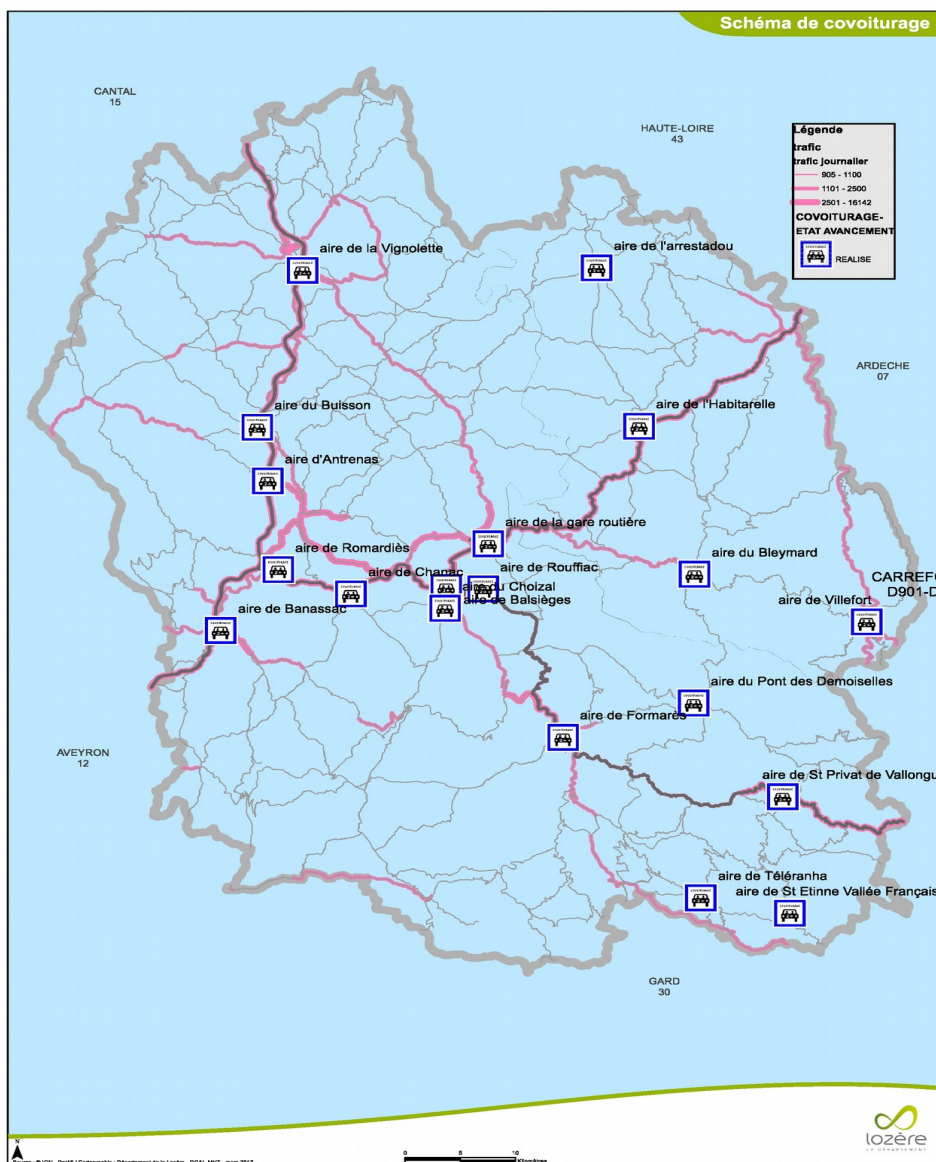 Schéma de covoiturage
CANTAL
15
HAUTE-LOIRE
43
Légende
trafic
trafic journalier
905 - 1100
1101 - 2500
2501 - 16142
COVOITURAGE-
ETAT AVANCEMENT
REALISE
aire de la Vignolette
aire de l'arrestadou
ARDECHE
07
aire du Buisson
aire de l'Habitarelle
aire d'Antrenas
aire de la gare routière
aire de Romardiès
aire de Chanac
aire de Rouffiac
aire du Bleymard
CARREFO
D901-D
aire du Choizal
aire de Balsièges
aire de Villefort
aire de Banassac
aire du Pont des Demoiselles
aire de Formarès
AVEYRON
12
aire de St Privat de Vallongu
aire de Téléranha
aire de St Etinne Vallée Français
GARD
30
lozère
LE DÉPARTEMENT
N
0 5 10
Kilomètres